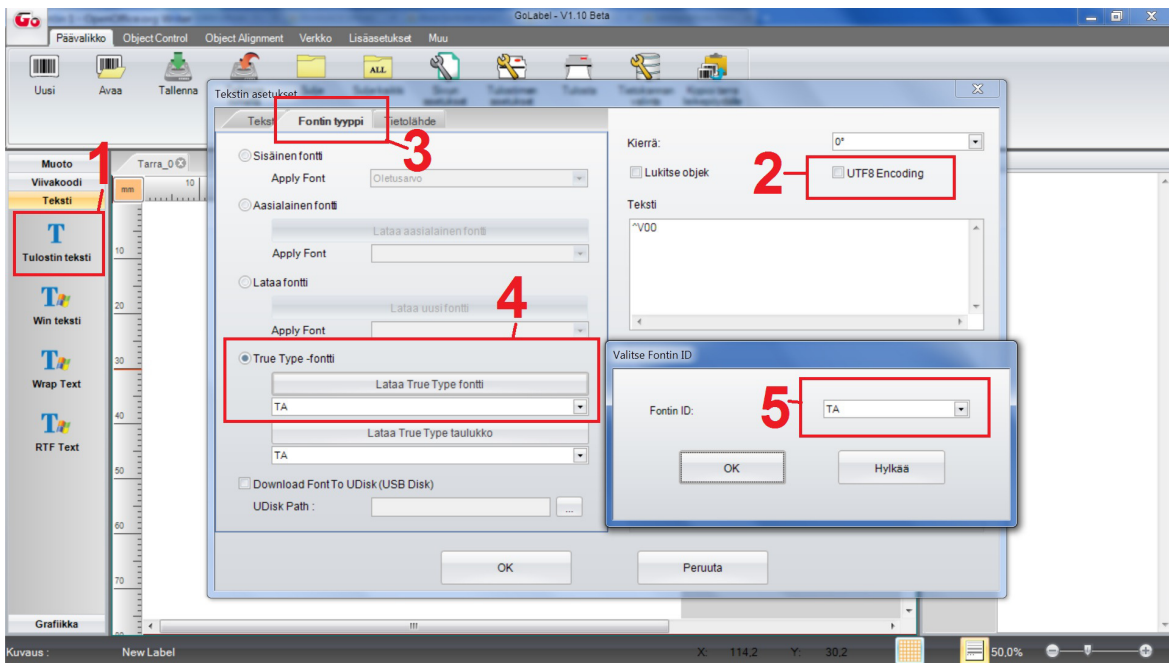 Go
GoLabel - V1.10 Beta
Päävalikko Object Control Object Alignment Verkko Lisäasetukset Muu
ALL
Uusi Avaa Tallenna
Tekstin asetukset
Tekst Fontin tyyppi Tietolähde
3
Sisäinen fontti
Apply Font Oletusarvo
Aasialainen fontti
Lataa aasialainen fontti
Apply Font
Lataa fontti
Lataa uusi fontti
Apply Font
4
True Type -fontti
Lataa True Type fontti
TA
Lataa True Type taulukko
TA
Download Font To UDisk (USB Disk)
UDisk Path :
...
OK Peruuta
Kierrä: 0°
Lukitse objek
2
UTF8 Encoding
Teksti
^V00
Valitse Fontin ID
Fontin ID: 5 TA
OK Hylkää
Muoto
1
Tarra_0
Viivakoodi
Teksti
mm
10
T
Tulostin teksti
T
Win teksti
T
Wrap Text
T
RTF Text
10
20
30
40
50
60
70
Grafiikka
Kuvaus : New Label X: 114,2 Y: 30,2 50,0%